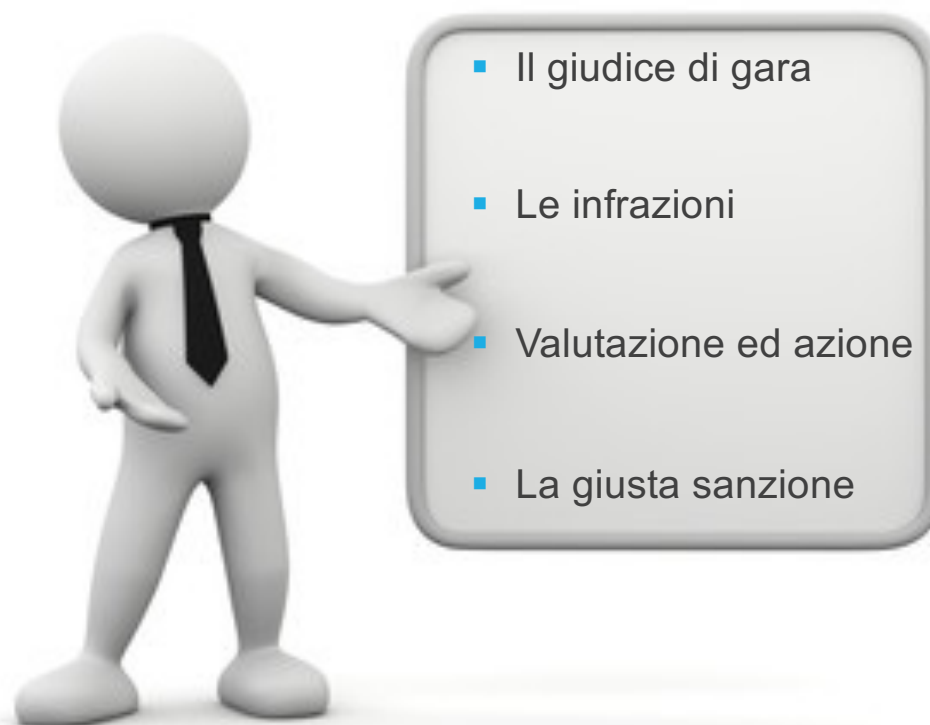 Il giudice di gara
Le infrazioni
Valutazione ed azione
La giusta sanzione